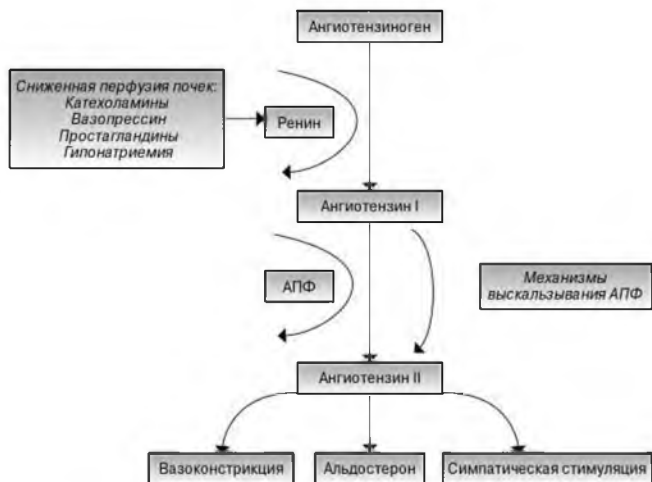 Ангиотензиноген
Сниженная перфузия почек:
Катехоламины
Вазопрессин
Простагландины
Гипонатриемия
Ренин
Ангиотензин I
АПФ
Механизмы
выскальзывания АПФ
Ангиотензин II
Вазоконстрикция
Альдостерон
Симпатическая стимуляция